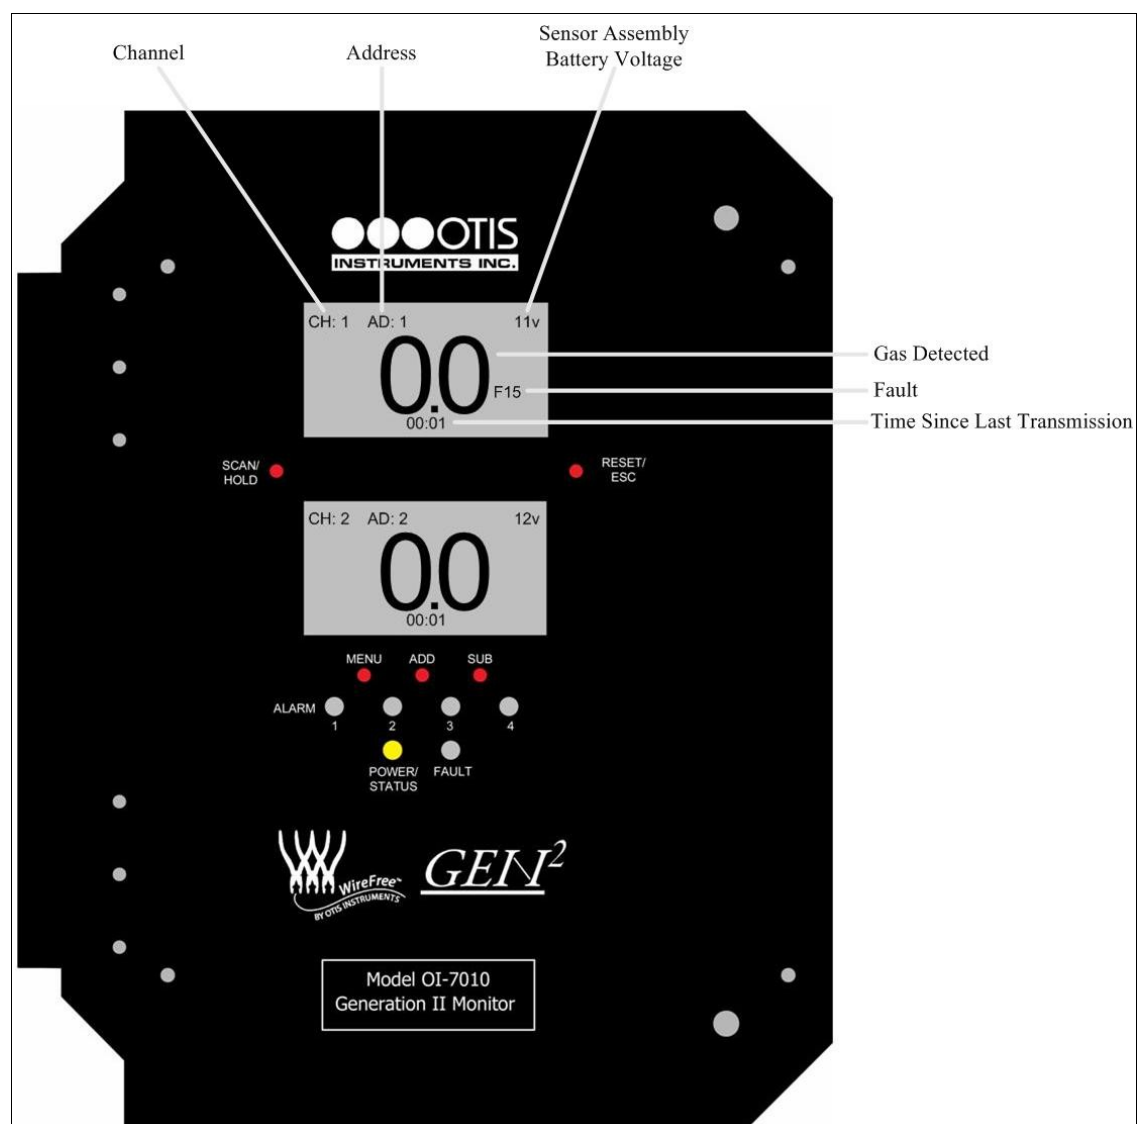 Channel
Address
Sensor Assembly
Battery Voltage
OTIS
INSTRUMENTS INC.
CH: 1 AD: 1 11v
0.0
F15
00:01
Gas Detected
Fault
Time Since Last Transmission
SCAN/
HOLD
RESET/
ESC
CH: 2 AD: 2 12v
0.0
00:01
MENU ADD SUB
ALARM
1 2 3 4
POWER/
STATUS
FAULT
WireFree™
BY OTIS INSTRUMENTS
GEN²
Model OI-7010
Generation II Monitor